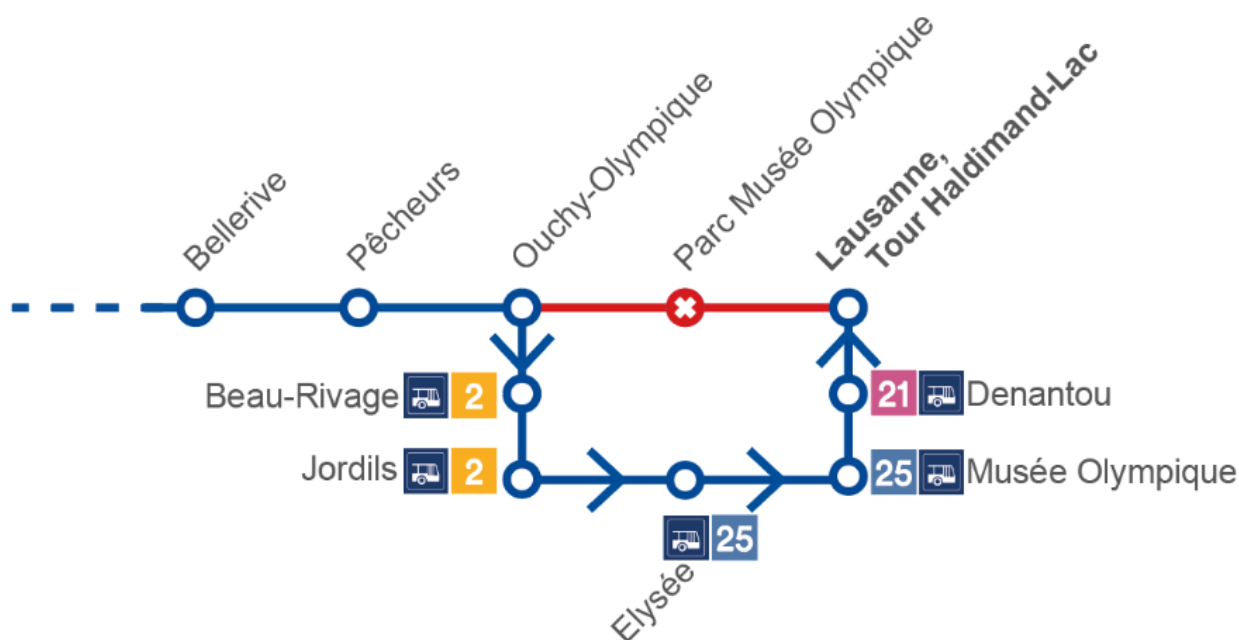 Bellerive
Pêcheurs
Ouchy-Olympique
Parc Musée Olympique
Lausanne,
Tour Haldimand-Lac
Beau-Rivage 2
21 Denantou
Jordils 2
25 Musée Olympique
25
Elysée